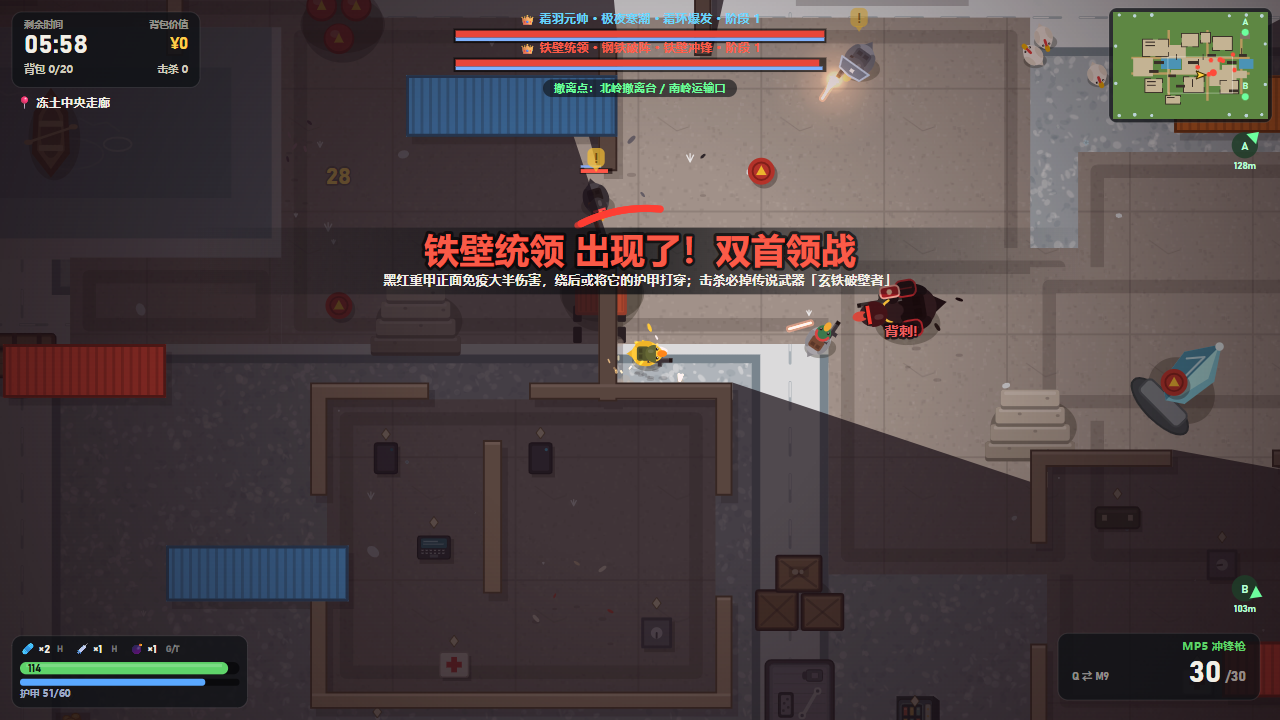 剩余时间 背包价值
05:58 ¥0
背包 0/20 击杀 0
冻土中央走廊
霜羽元帅 · 极夜寒潮 · 霜环爆发 · 阶段 1
铁壁统领 · 钢铁破阵 · 铁壁冲锋 · 阶段 1
撤离点：北岭撤离台 / 南岭运输口
A
B
A
128m
28
铁壁统领 出现了！双首领战
黑红重甲正面免疫大半伤害，绕后或将它的护甲打穿；击杀必掉传说武器「玄铁破壁者」
背刺!
B
103m
×2 H ×1 H ×1 G/T
114
护甲 51/60
MP5 冲锋枪
Q ⇄ M9 30 /30